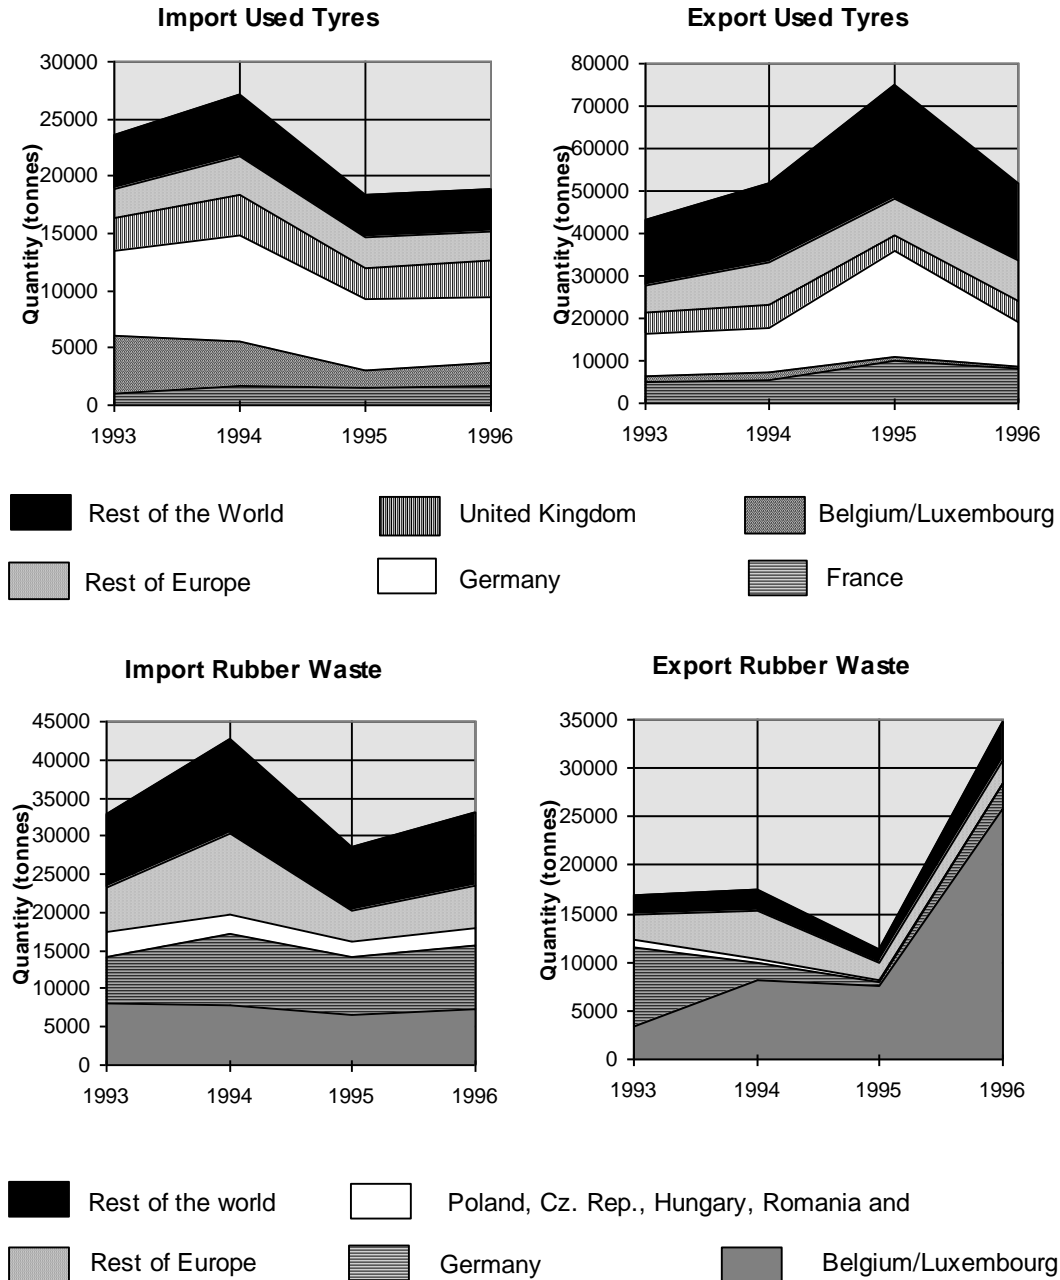 Import Used Tyres
Quantity (tonnes)
30000
25000
20000
15000
10000
5000
0
1993 1994 1995 1996
Export Used Tyres
Quantity (tonnes)
80000
70000
60000
50000
40000
30000
20000
10000
0
1993 1994 1995 1996
Rest of the World United Kingdom Belgium/Luxembourg
Rest of Europe Germany France
Import Rubber Waste
Quantity (tonnes)
45000
40000
35000
30000
25000
20000
15000
10000
5000
0
1993 1994 1995 1996
Export Rubber Waste
Quantity (tonnes)
35000
30000
25000
20000
15000
10000
5000
0
1993 1994 1995 1996
Rest of the world Poland, Cz. Rep., Hungary, Romania and
Rest of Europe Germany Belgium/Luxembourg